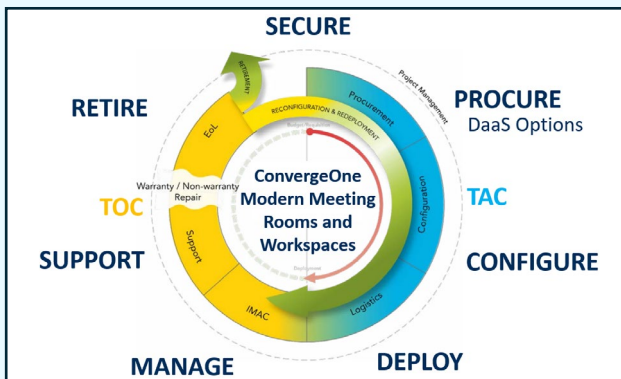 SECURE
RETIREMENT
Project Management
RETIRE
PROCURE
DaaS Options
EoL
RECONFIGURATION & REDEPLOYMENT
Procurement
Warranty / Non-warranty
Repair
ConvergeOne
Modern Meeting
Rooms and
Workspaces
TOC
TAC
Configuration
SUPPORT
Support
CONFIGURE
Deployment
IMAC
Logistics
MANAGE
DEPLOY